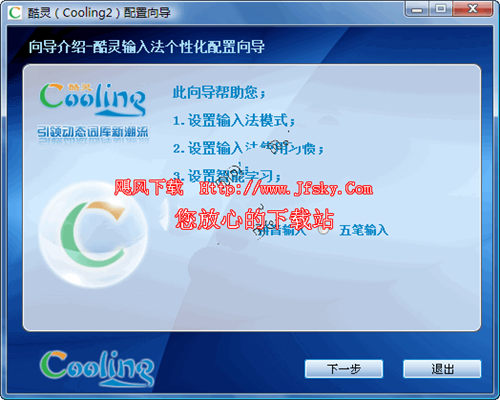 酷灵（Cooling2）配置向导
向导介绍-酷灵输入法个性化配置向导
酷灵
Cooling
引领动态词库新潮流
此向导帮助您；
1.设置输入法模式；
2.设置输入法使用习惯；
3.设置智能学习；
飓风下载 Http://www.Jfsky.Com
您放心的下载站
拼音输入 五笔输入
Cooling
下一步 退出